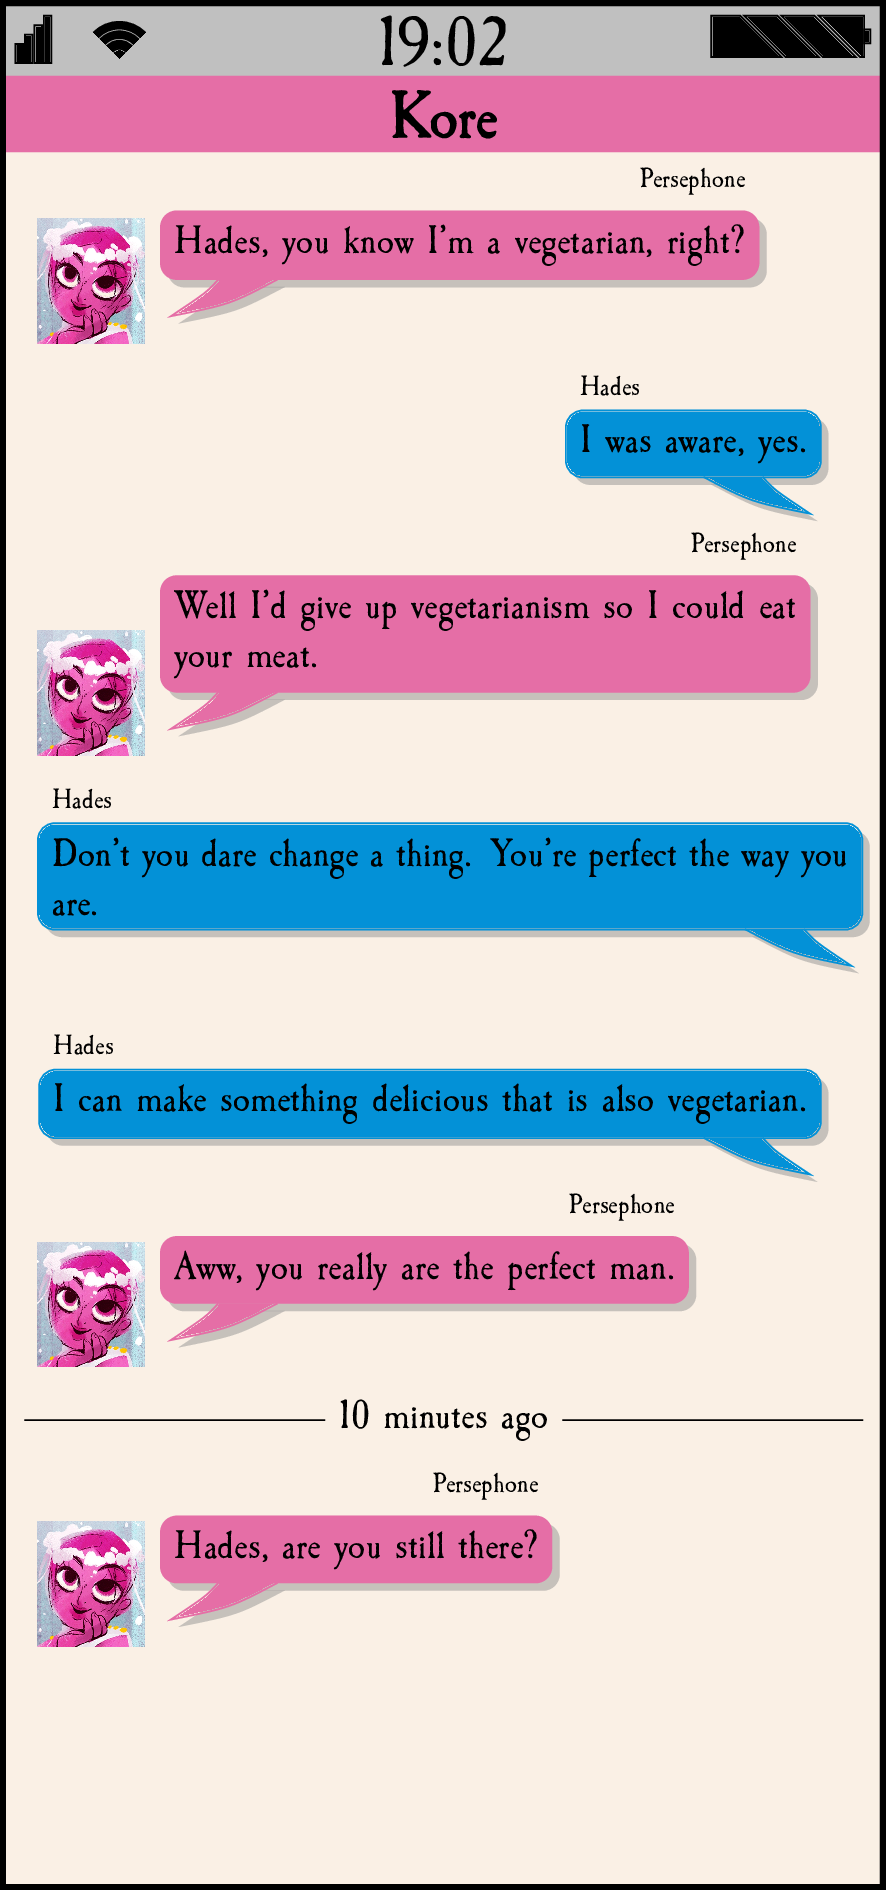 19:02
Kore
Persephone
Hades, you know I'm a vegetarian, right?
Hades
I was aware, yes.
Persephone
Well I'd give up vegetarianism so I could eat
your meat.
Hades
Don't you dare change a thing. You're perfect the way you
are.
Hades
I can make something delicious that is also vegetarian.
Persephone
Aww, you really are the perfect man.
10 minutes ago
Persephone
Hades, are you still there?